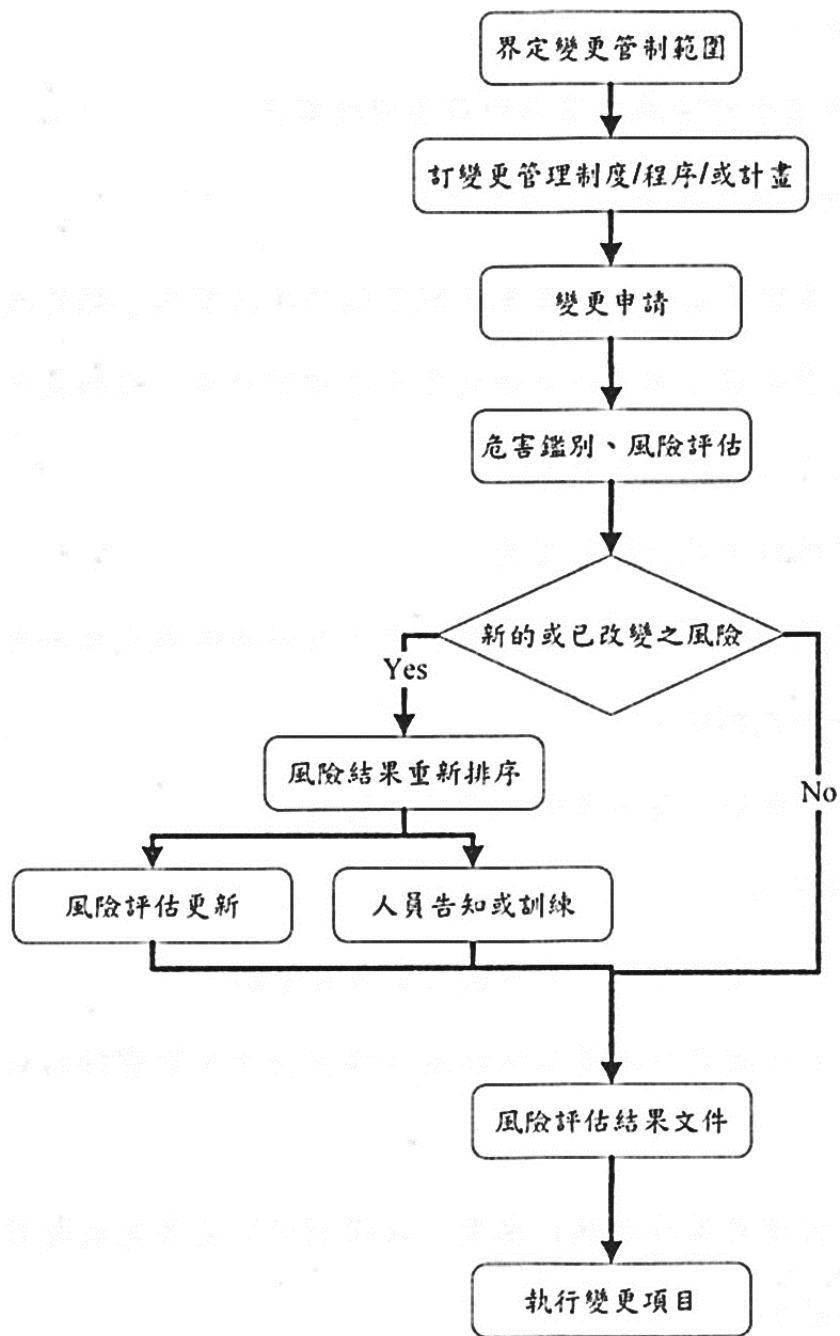 界定變更管制範圍
訂變更管理制度/程序/或計畫
變更申請
危害鑑別、風險評估
新的或已改變之風險
Yes
風險結果重新排序
No
風險評估更新
人員告知或訓練
風險評估結果文件
執行變更項目